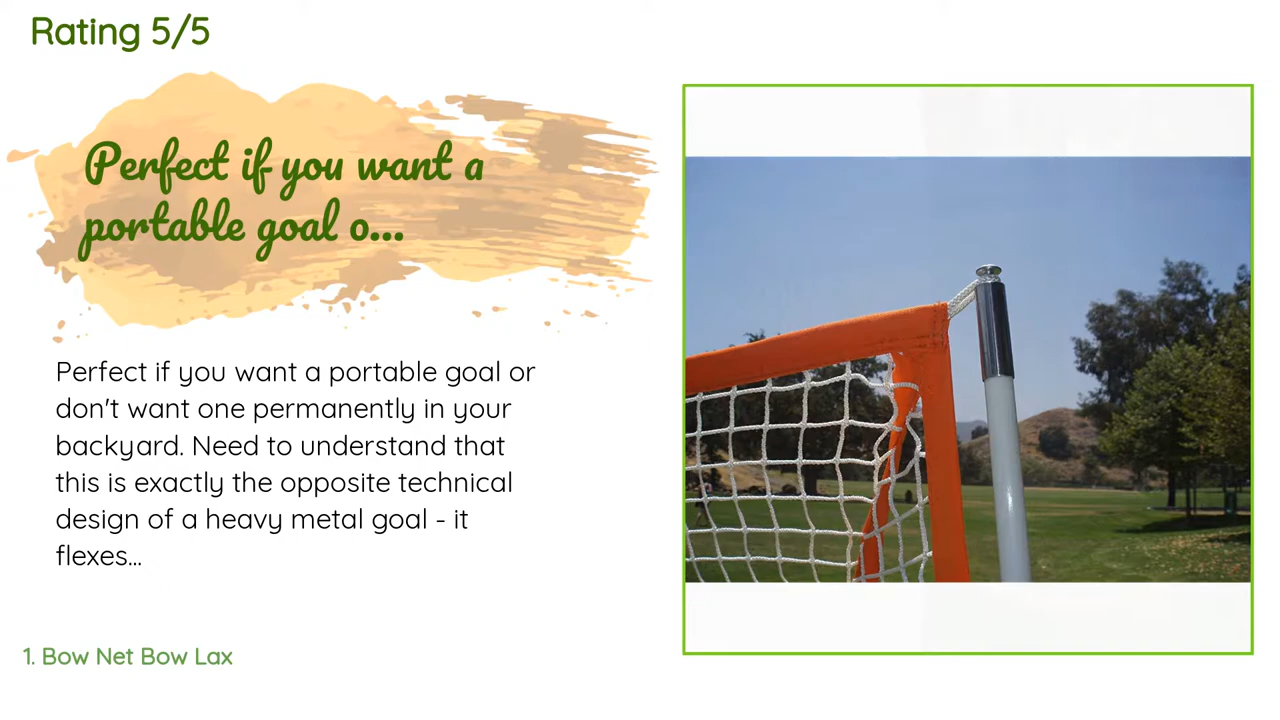 Rating 5/5
Perfect if you want a
portable goal o...
Perfect if you want a portable goal or
don't want one permanently in your
backyard. Need to understand that
this is exactly the opposite technical
design of a heavy metal goal - it
flexes...
1. Bow Net Bow Lax